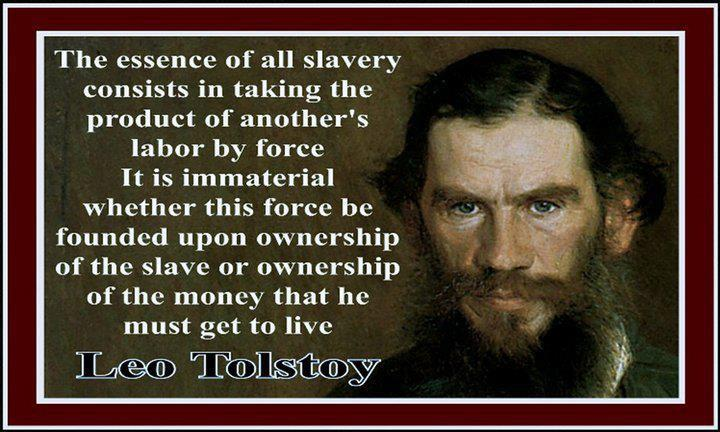 The essence of all slavery
consists in taking the
product of another's
labor by force
It is immaterial
whether this force be
founded upon ownership
of the slave or ownership
of the money that he
must get to live
Leo Tolstoy